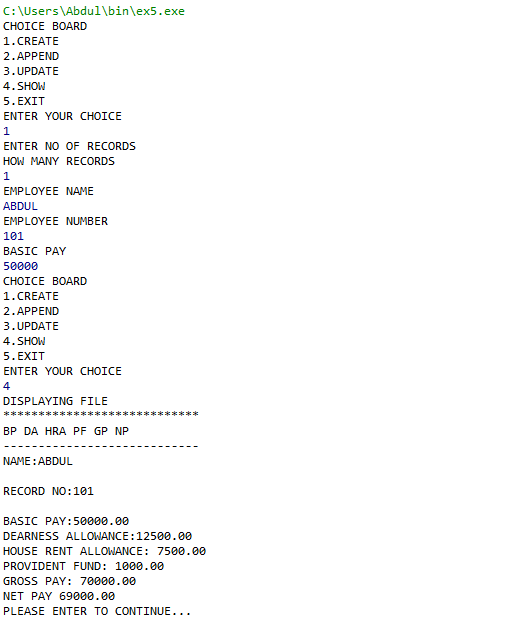 C:\Users\Abdul\bin\ex5.exe
CHOICE BOARD
1.CREATE
2.APPEND
3.UPDATE
4.SHOW
5.EXIT
ENTER YOUR CHOICE
1
ENTER NO OF RECORDS
HOW MANY RECORDS
1
EMPLOYEE NAME
ABDUL
EMPLOYEE NUMBER
101
BASIC PAY
50000
CHOICE BOARD
1.CREATE
2.APPEND
3.UPDATE
4.SHOW
5.EXIT
ENTER YOUR CHOICE
4
DISPLAYING FILE
****************************
BP DA HRA PF GP NP
----------------------------
NAME:ABDUL
RECORD NO:101
BASIC PAY:50000.00
DEARNESS ALLOWANCE:12500.00
HOUSE RENT ALLOWANCE: 7500.00
PROVIDENT FUND: 1000.00
GROSS PAY: 70000.00
NET PAY 69000.00
PLEASE ENTER TO CONTINUE...